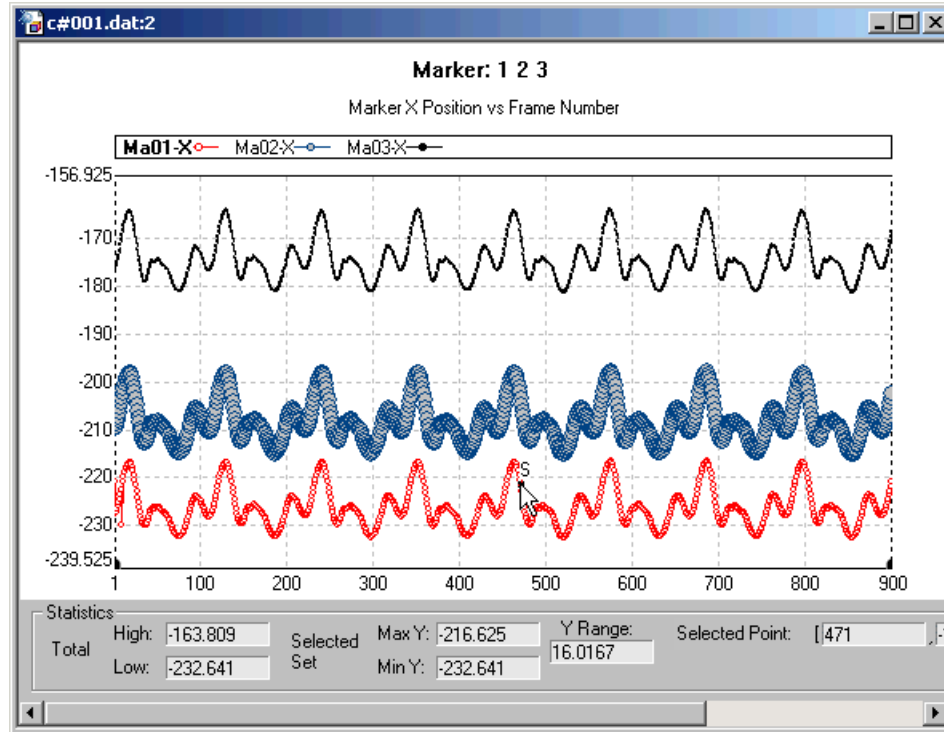 c#001.dat:2
Marker: 1 2 3
Marker X Position vs Frame Number
Ma01-X Ma02-X Ma03-X
-156.925
-170
-180
-190
-200
-210
-220
-230
-239.525
S
1 100 200 300 400 500 600 700 800 900
Statistics
Total
High: -163.809
Low: -232.641
Selected Set
Max Y: -216.625
Min Y: -232.641
Y Range:
16.0167
Selected Point: [471 ,-